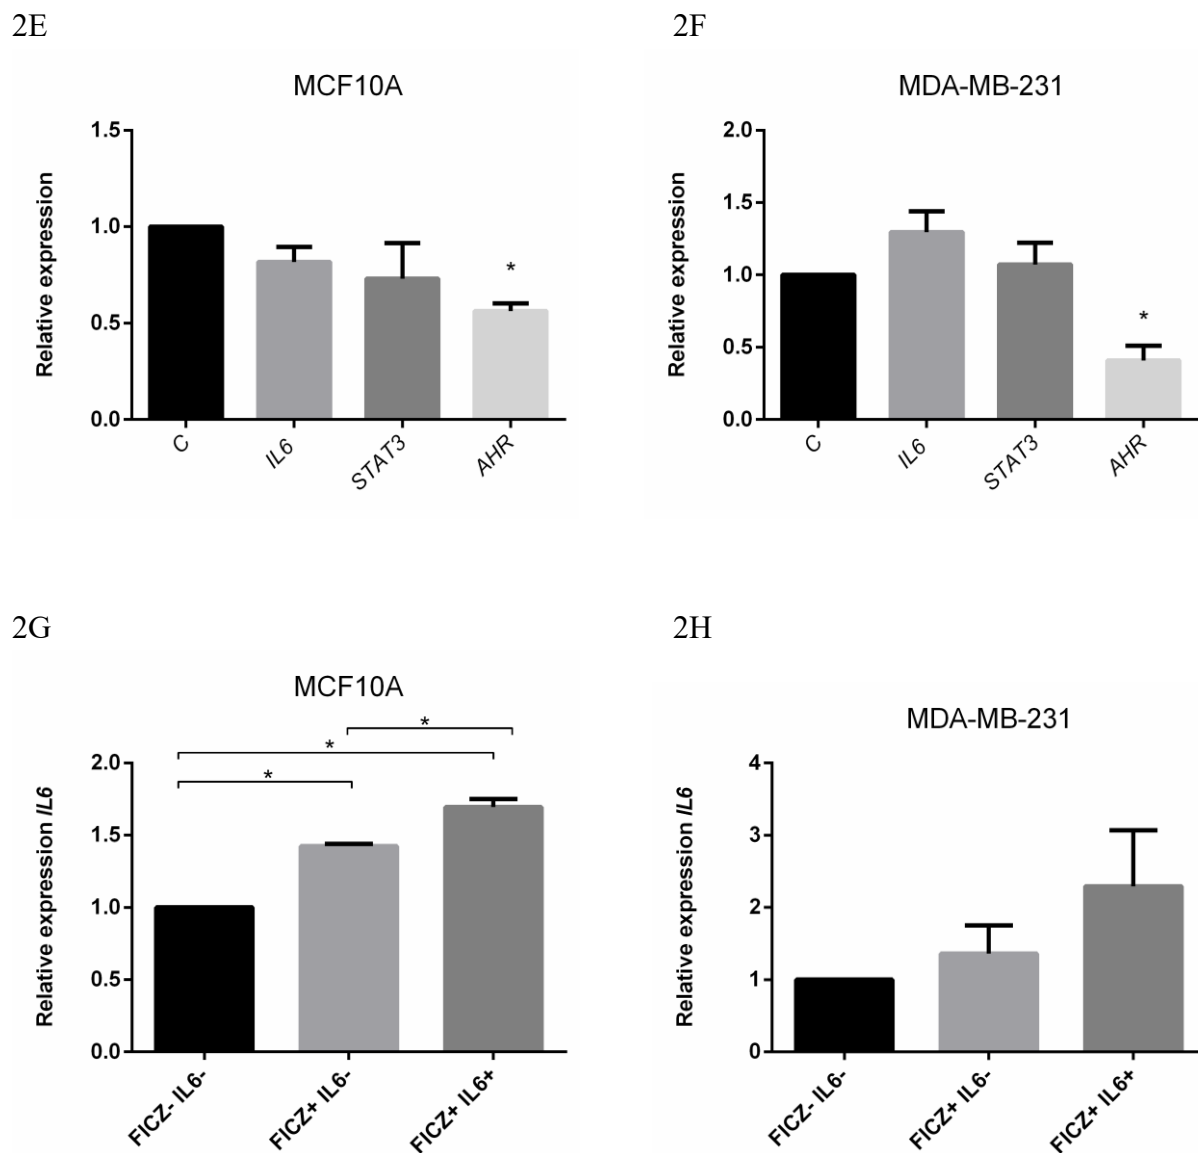 2E
MCF10A
Relative expression
1.5
1.0
0.5
0.0
*
C
IL6
STAT3
AHR
2F
MDA-MB-231
Relative expression
2.0
1.5
1.0
0.5
0.0
*
C
IL6
STAT3
AHR
2G
MCF10A
*
*
*
Relative expression IL6
2.0
1.5
1.0
0.5
0.0
FICZ- IL6-
FICZ+ IL6-
FICZ+ IL6+
2H
MDA-MB-231
Relative expression IL6
4
3
2
1
0
FICZ- IL6-
FICZ+ IL6-
FICZ+ IL6+